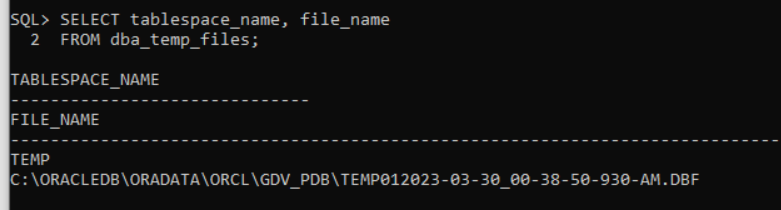 SQL> SELECT tablespace_name, file_name
  2  FROM dba_temp_files;
TABLESPACE_NAME
------------------------------
FILE_NAME
--------------------------------------------------------------------------------
TEMP
C:\ORACLEDB\ORADATA\ORCL\GDV_PDB\TEMP012023-03-30_00-38-50-930-AM.DBF